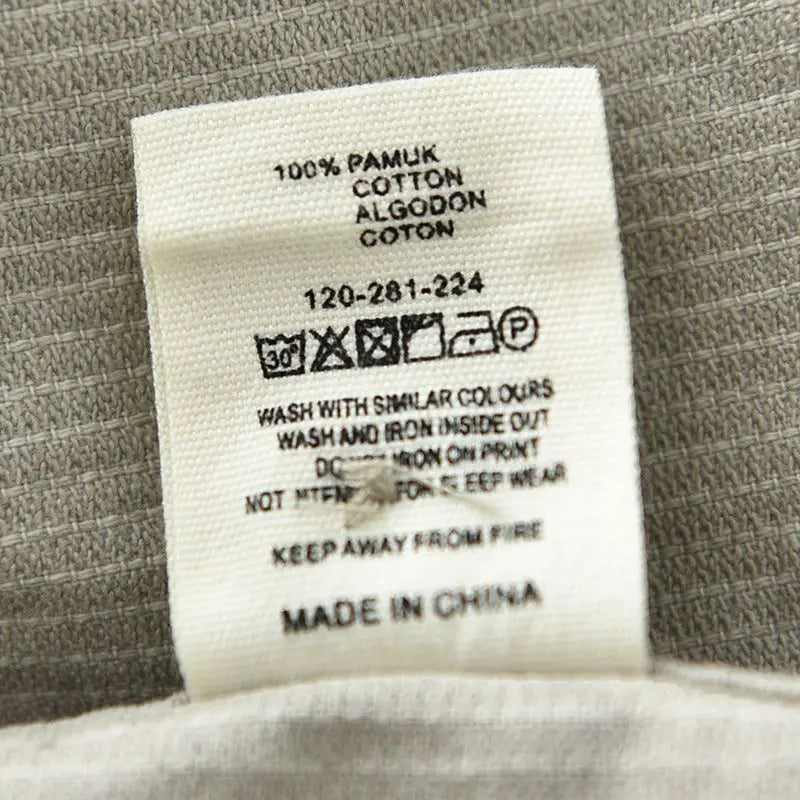 100% PAMUK
COTTON
ALGODON
COTON
120-281-224
30° P
WASH WITH SIMILAR COLOURS
WASH AND IRON INSIDE OUT
IRON ON PRINT
NOT FOR SLEEP WEAR
KEEP AWAY FROM FIRE
MADE IN CHINA